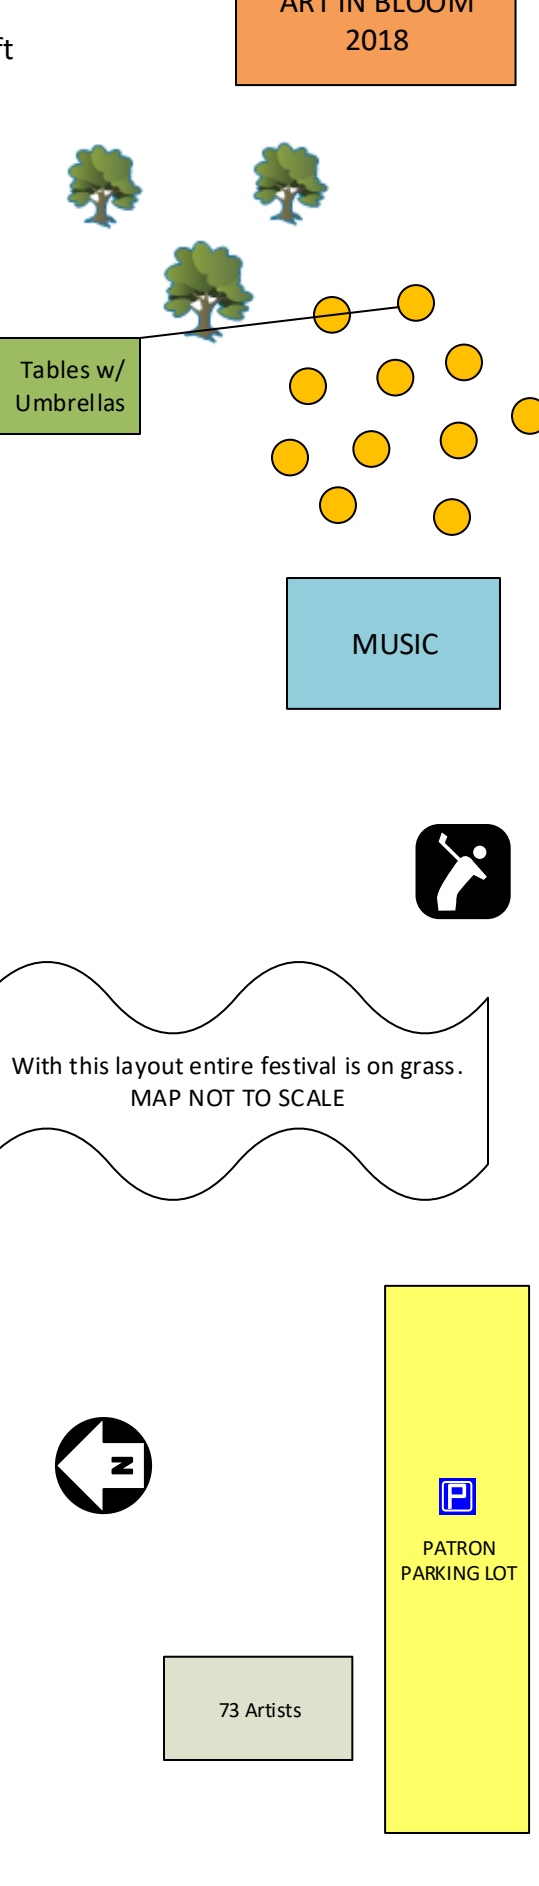 ART IN BLOOM
2018
ft
Tables w/
Umbrellas
MUSIC
With this layout entire festival is on grass.
MAP NOT TO SCALE
N
P
PATRON
PARKING LOT
73 Artists